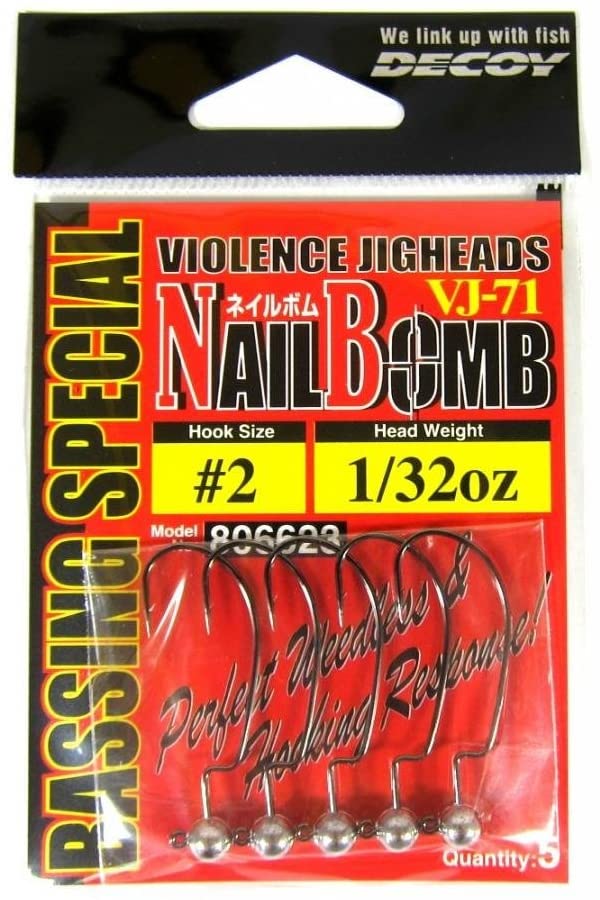 We link up with fish
DECOY
BASSING SPECIAL
VIOLENCE JIGHEADS
ネイルボム
VJ-71
NAIL BOMB
Hook Size
Head Weight
#2
1/32oz
Model
806623
Perfect Weedless &
Hooking Response!
Quantity: 5